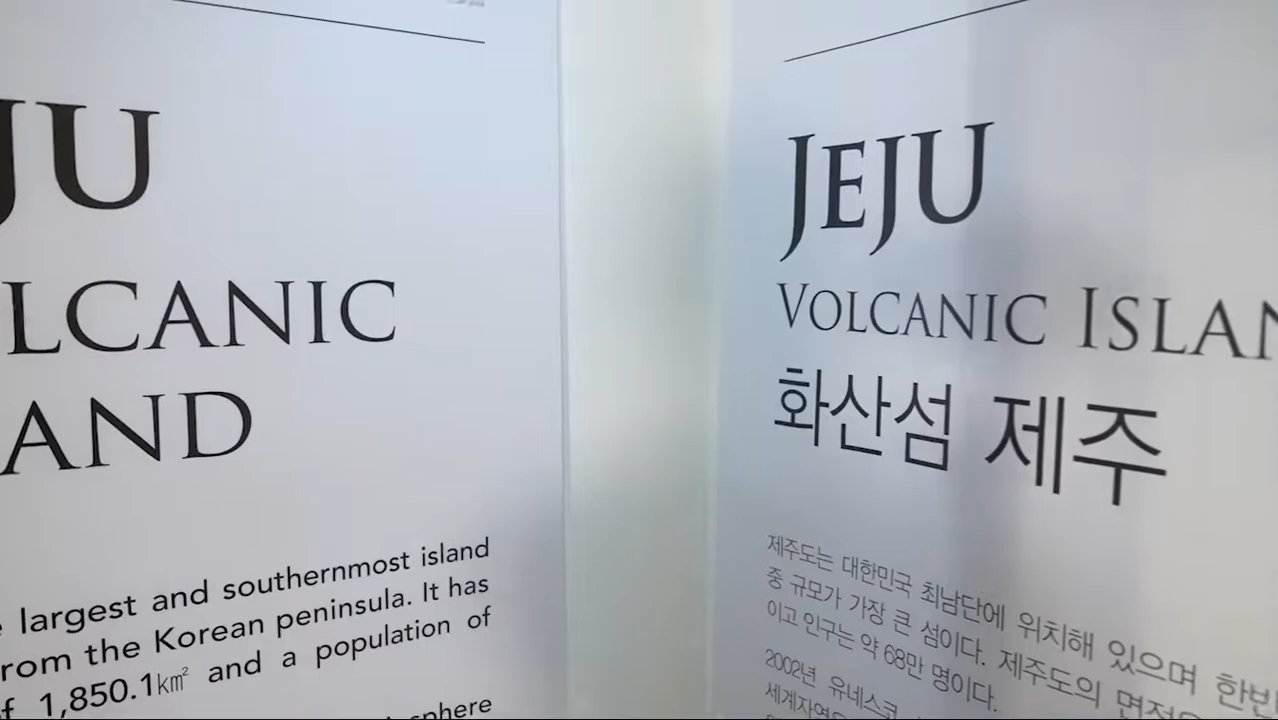 JU
LCANIC
AND
largest and southernmost island
rom the Korean peninsula. It has
f 1,850.1㎢ and a population of
sphere
JEJU
VOLCANIC ISLAN
화산섬 제주
제주도는 대한민국 최남단에 위치해 있으며 한반
중 규모가 가장 큰 섬이다. 제주도의 면적은
이고 인구는 약 68만 명이다.
2002년 유네스코
세계자연